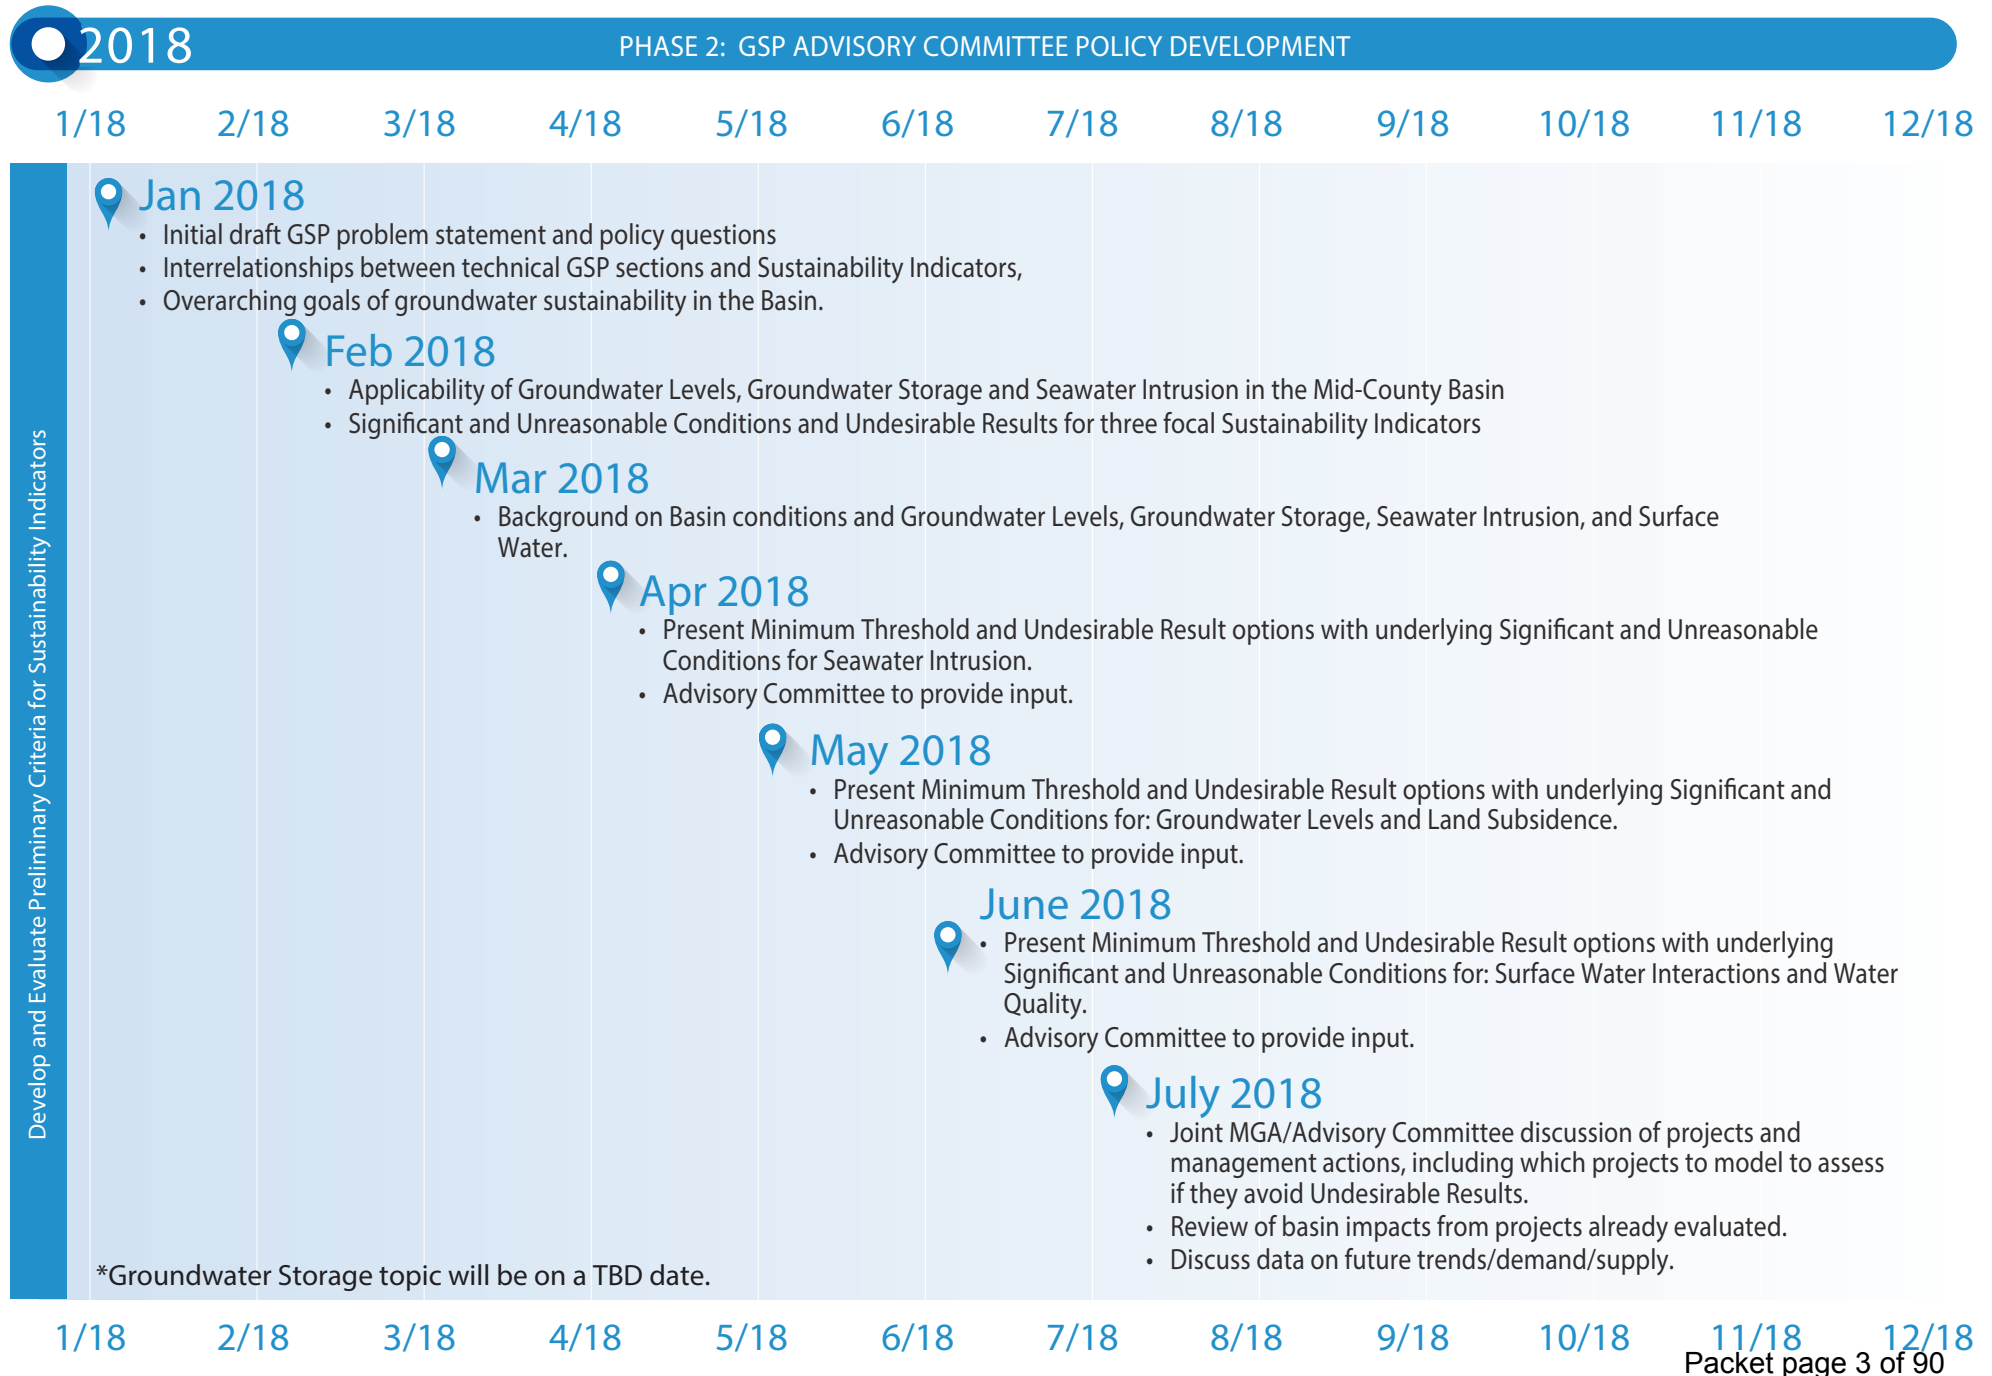 2018
PHASE 2: GSP ADVISORY COMMITTEE POLICY DEVELOPMENT
1/18 2/18 3/18 4/18 5/18 6/18 7/18 8/18 9/18 10/18 11/18 12/18
Develop and Evaluate Preliminary Criteria for Sustainability Indicators
Jan 2018
• Initial draft GSP problem statement and policy questions
• Interrelationships between technical GSP sections and Sustainability Indicators,
• Overarching goals of groundwater sustainability in the Basin.
Feb 2018
• Applicability of Groundwater Levels, Groundwater Storage and Seawater Intrusion in the Mid-County Basin
• Significant and Unreasonable Conditions and Undesirable Results for three focal Sustainability Indicators
Mar 2018
• Background on Basin conditions and Groundwater Levels, Groundwater Storage, Seawater Intrusion, and Surface
Water.
Apr 2018
• Present Minimum Threshold and Undesirable Result options with underlying Significant and Unreasonable
Conditions for Seawater Intrusion.
• Advisory Committee to provide input.
May 2018
• Present Minimum Threshold and Undesirable Result options with underlying Significant and
Unreasonable Conditions for: Groundwater Levels and Land Subsidence.
• Advisory Committee to provide input.
June 2018
• Present Minimum Threshold and Undesirable Result options with underlying
Significant and Unreasonable Conditions for: Surface Water Interactions and Water
Quality.
• Advisory Committee to provide input.
July 2018
• Joint MGA/Advisory Committee discussion of projects and
management actions, including which projects to model to assess
if they avoid Undesirable Results.
• Review of basin impacts from projects already evaluated.
• Discuss data on future trends/demand/supply.
*Groundwater Storage topic will be on a TBD date.
1/18 2/18 3/18 4/18 5/18 6/18 7/18 8/18 9/18 10/18 11/18 12/18
Packet page 3 of 90